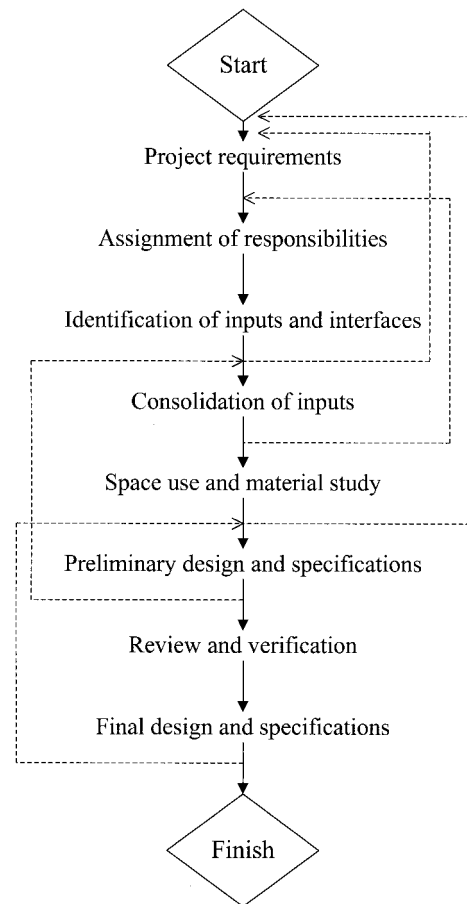 Start
Project requirements
Assignment of responsibilities
Identification of inputs and interfaces
Consolidation of inputs
Space use and material study
Preliminary design and specifications
Review and verification
Final design and specifications
Finish